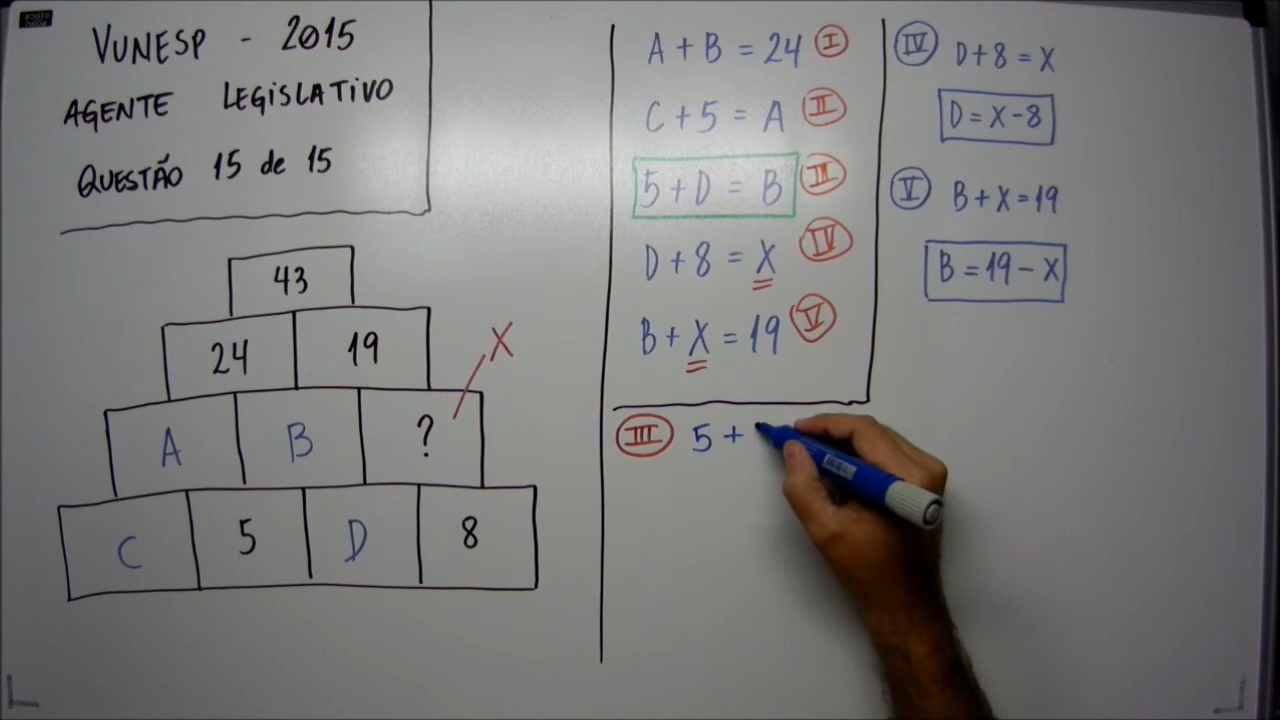 VUNESP - 2015
AGENTE LEGISLATIVO
QUESTÃO 15 de 15
43
24 19
A B ?
X
C 5 D 8
A + B = 24 I
C + 5 = A II
5 + D = B III
D + 8 = X IV
B + X = 19 V
IV D + 8 = X
D = X - 8
V B + X = 19
B = 19 - X
III 5 +